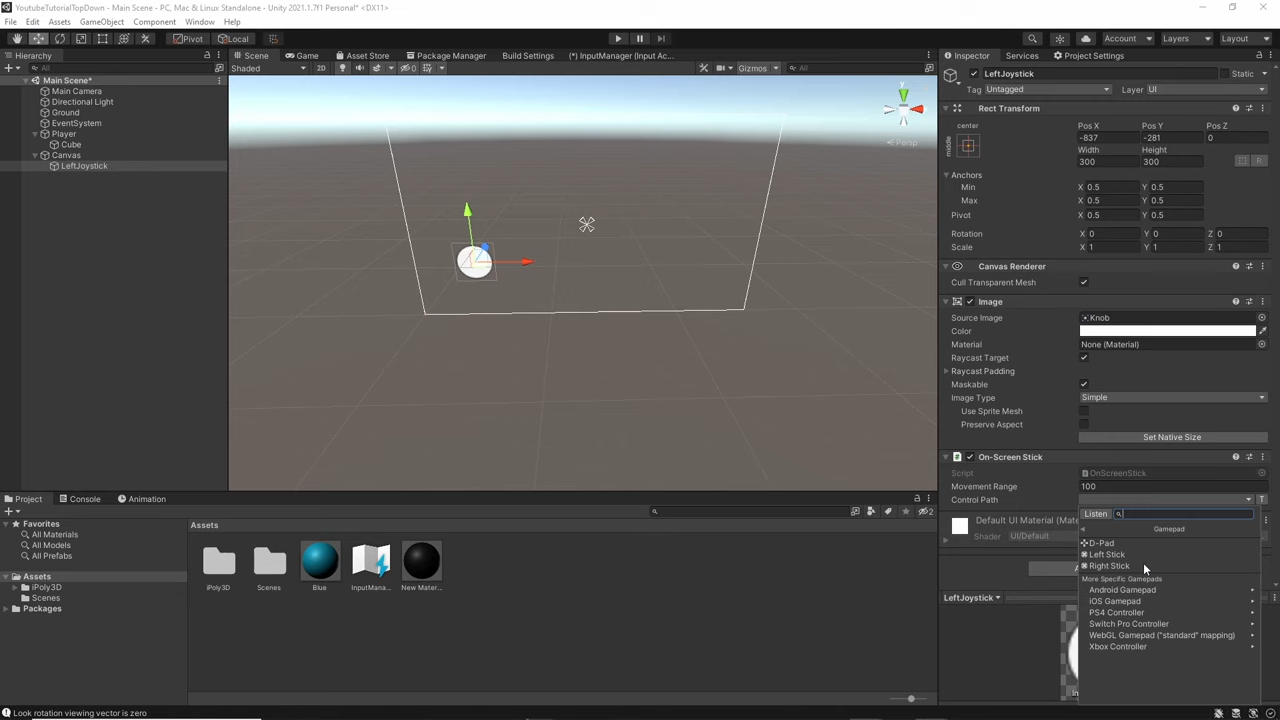 YoutubeTutorialTopDown - Main Scene - PC, Mac & Linux Standalone - Unity 2021.1.7f1 Personal* <DX11>
File Edit Assets GameObject Component Window Help
Pivot Local Account Layers Layout
Hierarchy Scene Game Asset Store Package Manager Build Settings (*) InputManager (Input Ac... Inspector Services Project Settings
All Shaded 2D 0 Gizmos All
LeftJoystick Static
Tag Untagged Layer UI
Main Scene*
Main Camera
Directional Light
Ground
EventSystem
Player
Cube
Canvas
LeftJoystick
y
Persp
Rect Transform
center Pos X Pos Y Pos Z
middle -837 -281 0
Width Height
300 300 R
Anchors
Min X 0.5 Y 0.5
Max X 0.5 Y 0.5
Pivot X 0.5 Y 0.5
Rotation X 0 Y 0 Z 0
Scale X 1 Y 1 Z 1
Canvas Renderer
Cull Transparent Mesh
Image
Source Image Knob
Color
Material None (Material)
Raycast Target
Raycast Padding
Maskable
Image Type Simple
Use Sprite Mesh
Preserve Aspect
Set Native Size
On-Screen Stick
Script OnScreenStick
Movement Range 100
Control Path T
Listen
Gamepad
D-Pad
Left Stick
Right Stick
More Specific Gamepads
Android Gamepad
iOS Gamepad
PS4 Controller
Switch Pro Controller
WebGL Gamepad ("standard" mapping)
Xbox Controller
Default UI Material (Mate
Shader UI/Default
LeftJoystick
Project Console Animation
2
Favorites
All Materials
All Models
All Prefabs
Assets
iPoly3D
Scenes
Packages
Assets
iPoly3D Scenes Blue InputMana... New Mater...
Look rotation viewing vector is zero